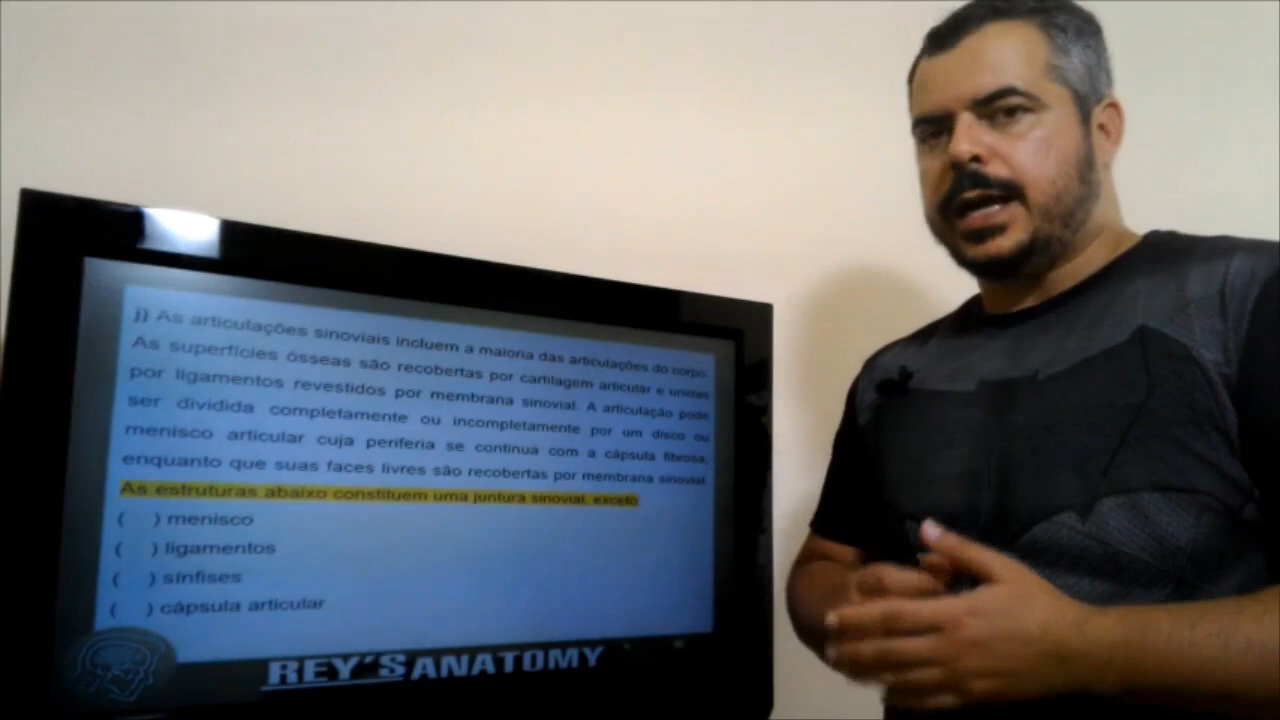 j) As articulações sinoviais incluem a maioria das articulações do corpo.
As superfícies ósseas são recobertas por cartilagem articular e unidas
por ligamentos revestidos por membrana sinovial. A articulação pode
ser dividida completamente ou incompletamente por um disco ou
menisco articular cuja periferia se continua com a cápsula fibrosa,
enquanto que suas faces livres são recobertas por membrana sinovial.
As estruturas abaixo constituem uma juntura sinovial, exceto
( ) menisco
( ) ligamentos
( ) sínfises
( ) cápsula articular
REY'S ANATOMY